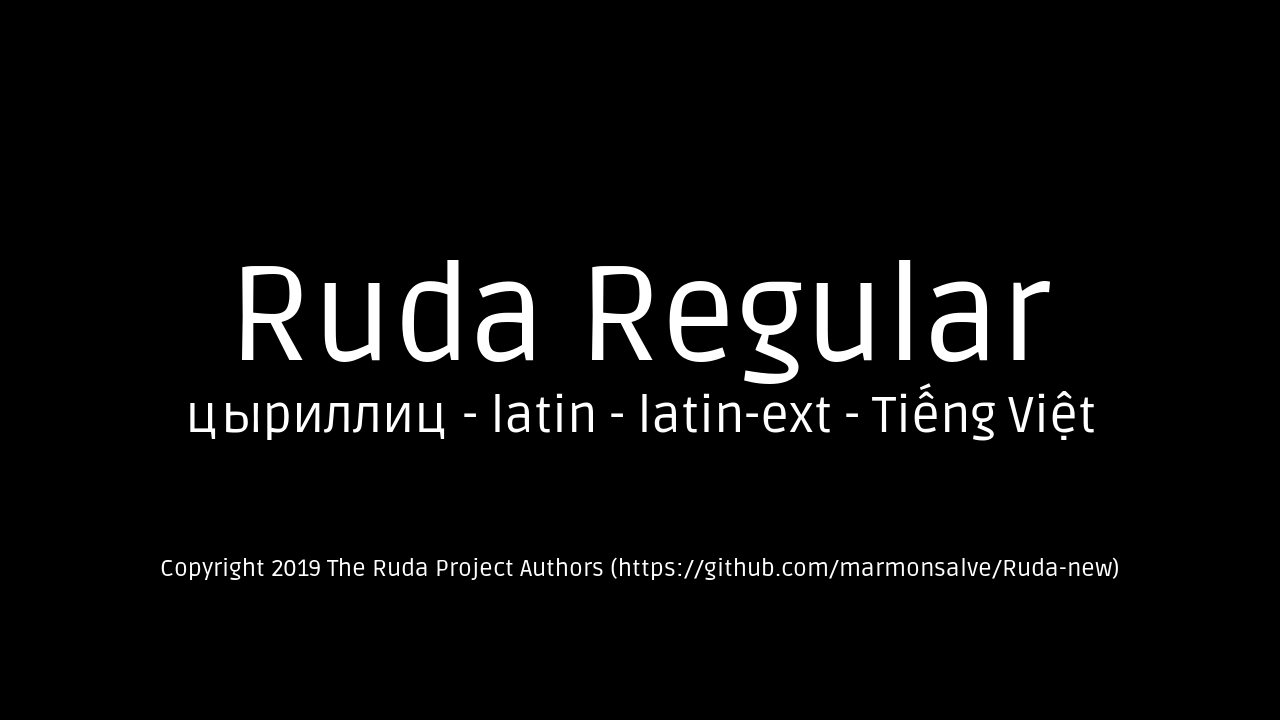 Ruda Regular
цыриллиц - latin - latin-ext - Tiếng Việt
Copyright 2019 The Ruda Project Authors (https://github.com/marmonsalve/Ruda-new)